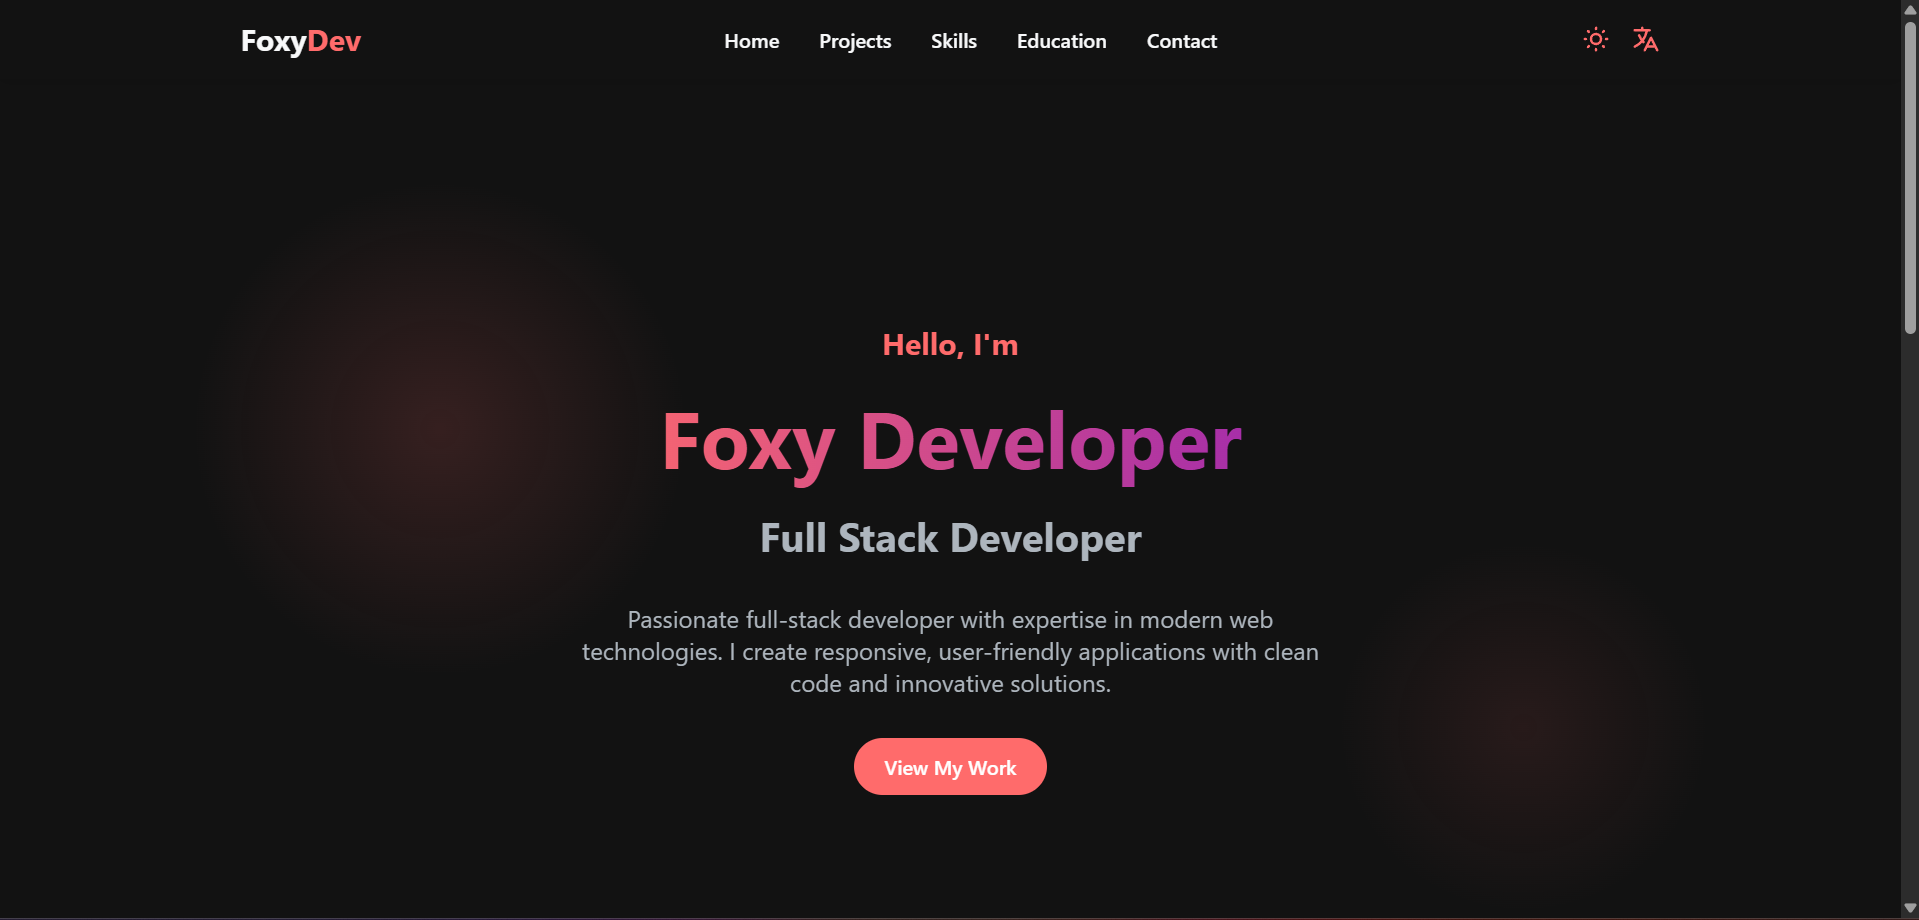 FoxyDev
Home Projects Skills Education Contact
Hello, I'm
Foxy Developer
Full Stack Developer
Passionate full-stack developer with expertise in modern web
technologies. I create responsive, user-friendly applications with clean
code and innovative solutions.
View My Work